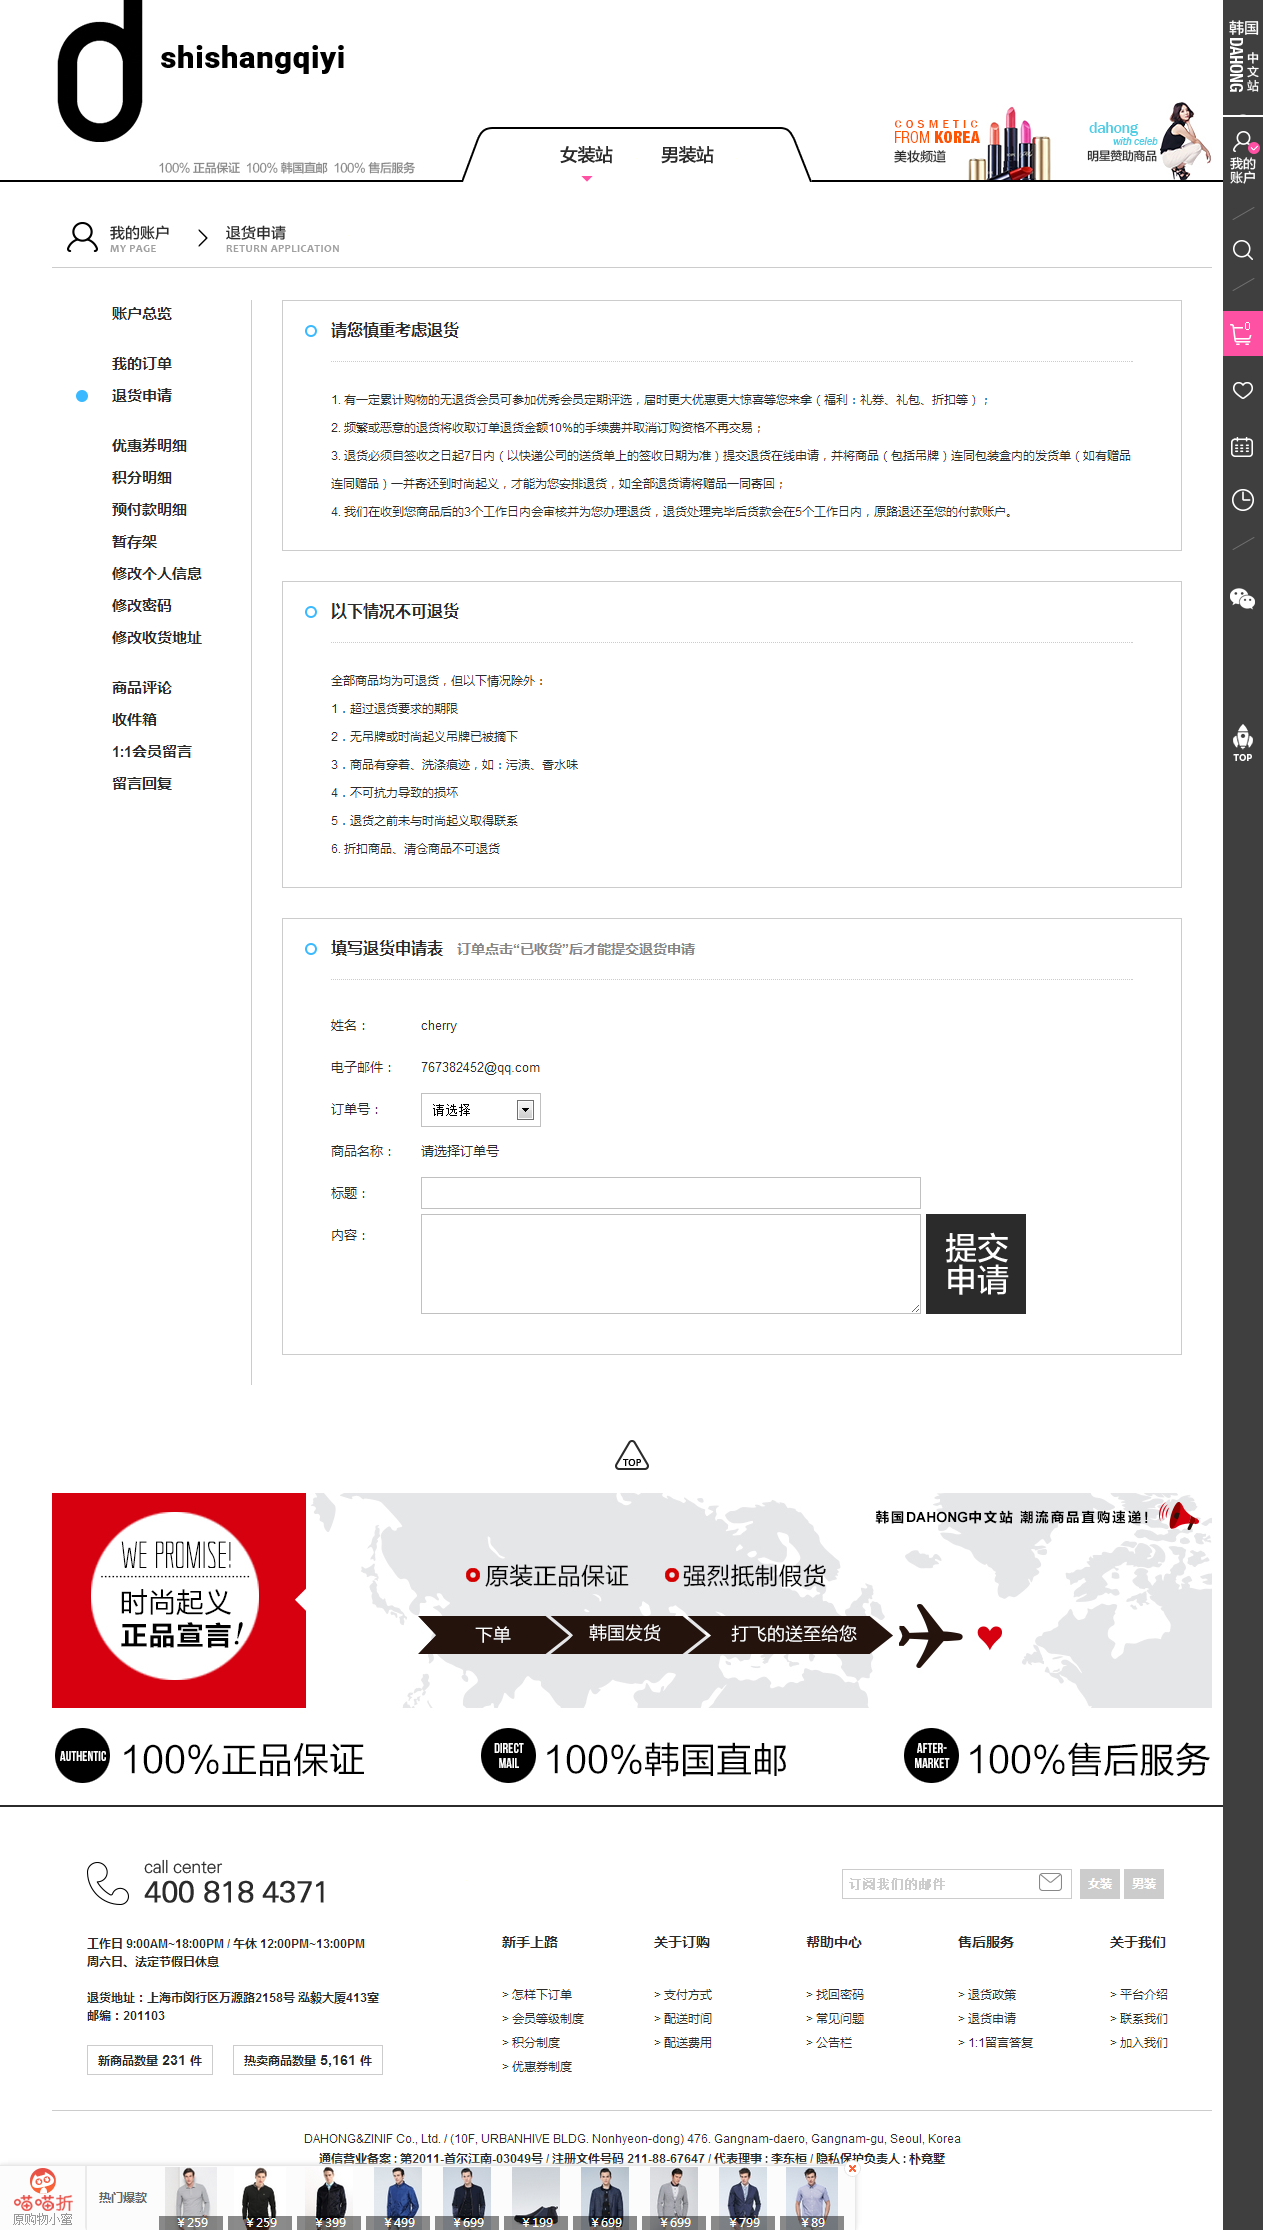 shishangqiyi
100% 正品保证 100% 韩国直邮 100% 售后服务
女装站
男装站
COSMETIC
FROM KOREA
美妆频道
dahong
with celeb
明星赞助商品
韩国
DAHONG
中文站
我的
账户
0
TOP
我的账户
MY PAGE
退货申请
RETURN APPLICATION
账户总览
我的订单
退货申请
优惠券明细
积分明细
预付款明细
暂存架
修改个人信息
修改密码
修改收货地址
商品评论
收件箱
1:1会员留言
留言回复
请您慎重考虑退货
1. 有一定累计购物的无退货会员可参加优秀会员定期评选，届时更大优惠更大惊喜等您来拿（福利：礼券、礼包、折扣等）；
2. 频繁或恶意的退货将收取订单退货金额10%的手续费并取消订购资格不再交易；
3. 退货必须自签收之日起7日内（以快递公司的送货单上的签收日期为准）提交退货在线申请，并将商品（包括吊牌）连同包装盒内的发货单（如有赠品
连同赠品）一并寄还到时尚起义，才能为您安排退货，如全部退货请将赠品一同寄回；
4. 我们在收到您商品后的3个工作日内会审核并为您办理退货，退货处理完毕后货款会在5个工作日内，原路退还至您的付款账户。
以下情况不可退货
全部商品均为可退货，但以下情况除外：
1．超过退货要求的期限
2．无吊牌或时尚起义吊牌已被摘下
3．商品有穿着、洗涤痕迹，如：污渍、香水味
4．不可抗力导致的损坏
5．退货之前未与时尚起义取得联系
6. 折扣商品、清仓商品不可退货
填写退货申请表 订单点击“已收货”后才能提交退货申请
姓名： cherry
电子邮件： 767382452@qq.com
订单号： 请选择
商品名称： 请选择订单号
标题：
内容：
提交
申请
TOP
WE PROMISE!
时尚起义
正品宣言!
韩国DAHONG中文站 潮流商品直购速递!
原装正品保证 强烈抵制假货
下单 韩国发货 打飞的送至给您
AUTHENTIC 100%正品保证
DIRECT MAIL 100%韩国直邮
AFTER-MARKET 100%售后服务
call center
400 818 4371
订阅我们的邮件 女装 男装
工作日 9:00AM~18:00PM / 午休 12:00PM~13:00PM
周六日、法定节假日休息
退货地址：上海市闵行区万源路2158号 泓毅大厦413室
邮编：201103
新商品数量 231 件
热卖商品数量 5,161 件
新手上路
> 怎样下订单
> 会员等级制度
> 积分制度
> 优惠券制度
关于订购
> 支付方式
> 配送时间
> 配送费用
帮助中心
> 找回密码
> 常见问题
> 公告栏
售后服务
> 退货政策
> 退货申请
> 1:1留言答复
关于我们
> 平台介绍
> 联系我们
> 加入我们
DAHONG&ZINIF Co., Ltd. / (10F, URBANHIVE BLDG. Nonhyeon-dong) 476. Gangnam-daero, Gangnam-gu, Seoul, Korea
通信营业备案 : 第2011-首尔江南-03049号 / 注册文件号码 211-88-67647 / 代表理事 : 李东恒 / 隐私保护负责人 : 朴竞墅
喵喵折
原购物小蜜
热门爆款
￥259
￥259
￥399
￥499
￥699
￥199
￥699
￥699
￥799
￥89